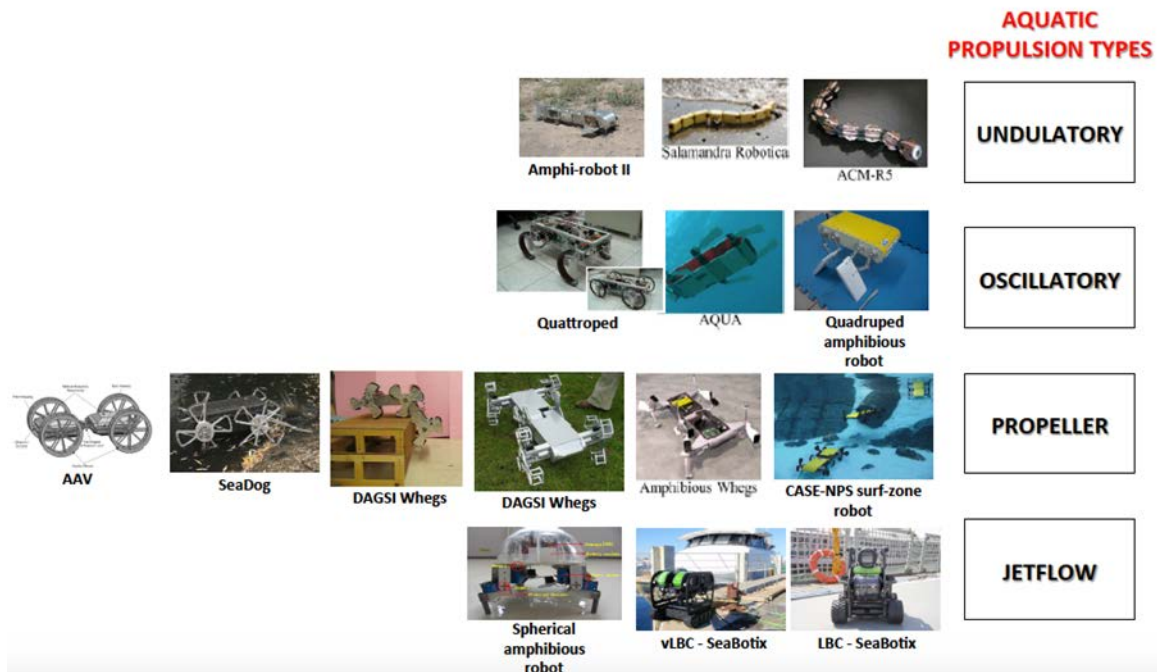 AQUATIC
PROPULSION TYPES
UNDULATORY
Amphi-robot II
Salamandra Robotica
ACM-R5
OSCILLATORY
Quattroped
AQUA
Quadruped
amphibious
robot
PROPELLER
AAV
SeaDog
DAGSI Whegs
DAGSI Whegs
Amphibious Whegs
CASE-NPS surf-zone
robot
JETFLOW
Spherical
amphibious
robot
vLBC - SeaBotix
LBC - SeaBotix